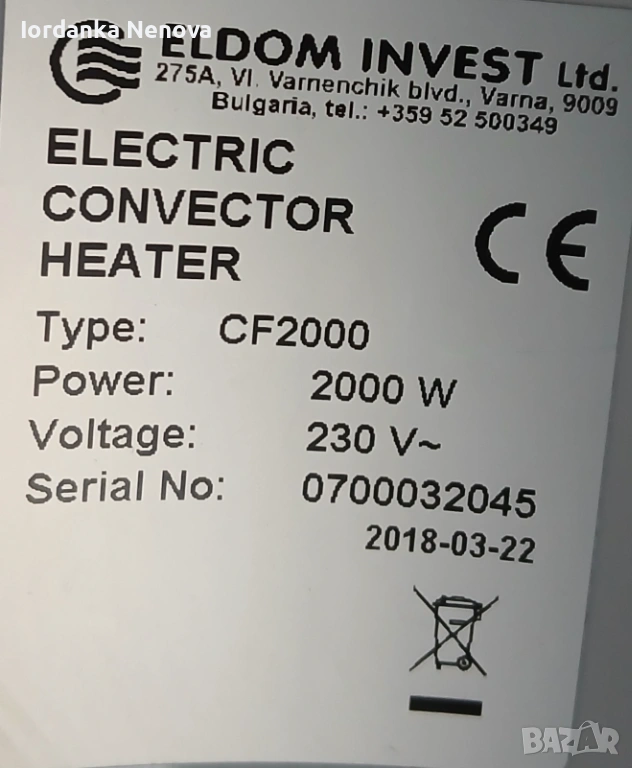 Iordanka Nenova
ELDOM INVEST Ltd.
275A, Vl. Varnenchik blvd., Varna, 9009
Bulgaria, tel.: +359 52 500349
ELECTRIC
CONVECTOR
HEATER
CE
Type: CF2000
Power: 2000 W
Voltage: 230 V~
Serial No: 0700032045
2018-03-22
BAZAR